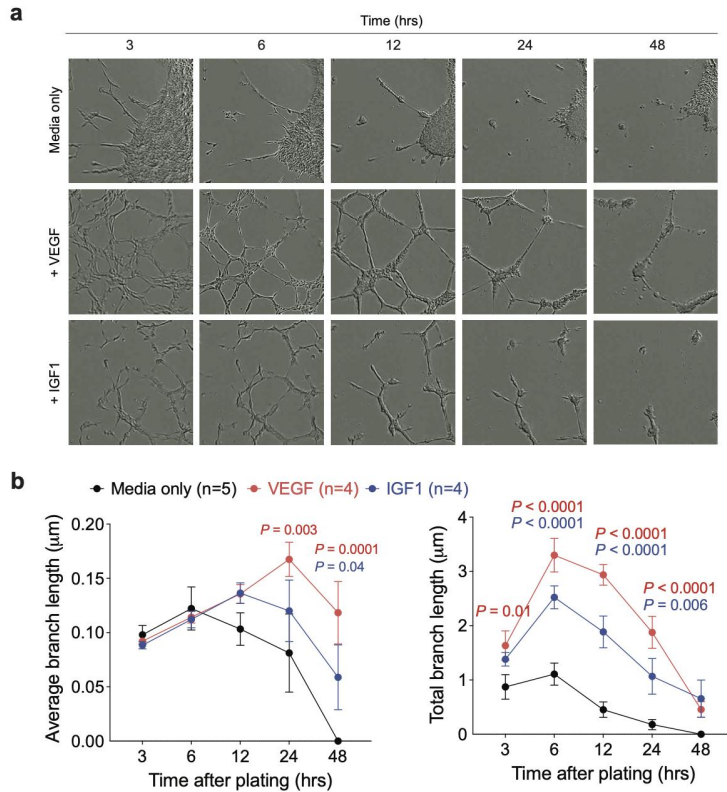 a
Time (hrs)
3 6 12 24 48
Media only
+ VEGF
+ IGF1
b
Media only (n=5) VEGF (n=4) IGF1 (n=4)
Average branch length (μm)
0.20
0.15
0.10
0.05
0.00
P = 0.003
P = 0.0001
P = 0.04
3 6 12 24 48
Time after plating (hrs)
Total branch length (μm)
4
3
2
1
0
P < 0.0001
P < 0.0001
P < 0.0001
P < 0.0001
P < 0.0001
P = 0.006
P = 0.01
3 6 12 24 48
Time after plating (hrs)